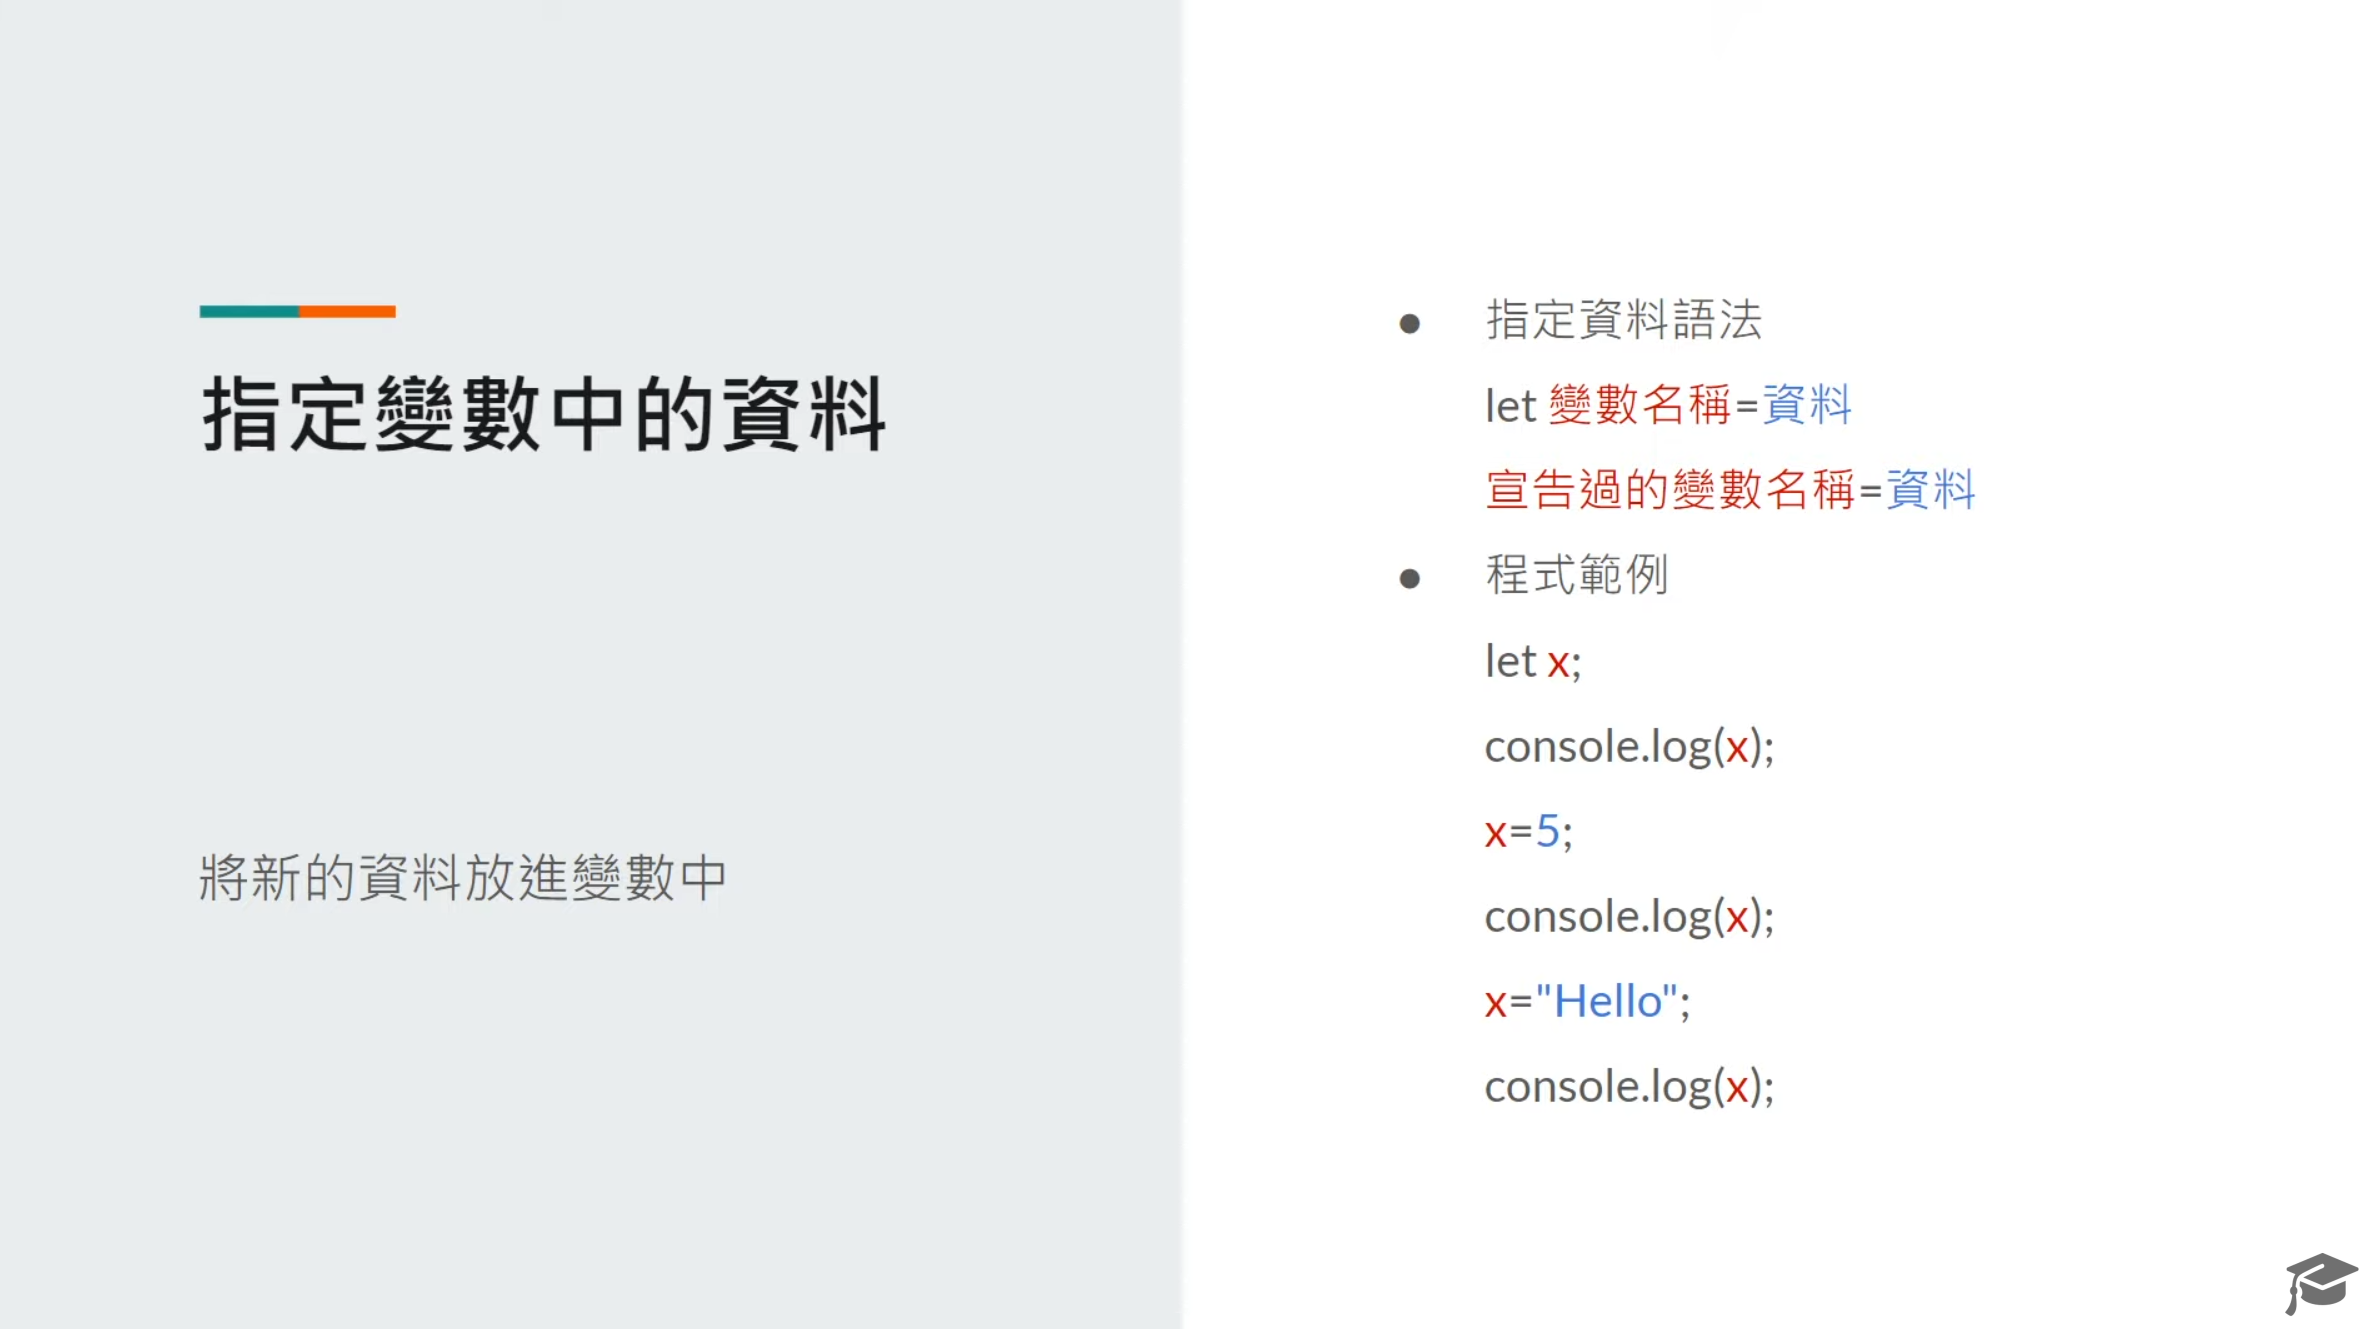 指定變數中的資料
將新的資料放進變數中
● 指定資料語法
let 變數名稱=資料
宣告過的變數名稱=資料
● 程式範例
let x;
console.log(x);
x=5;
console.log(x);
x="Hello";
console.log(x);